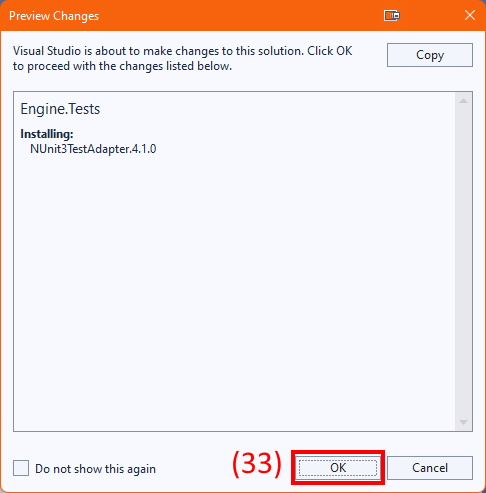 Preview Changes
Visual Studio is about to make changes to this solution. Click OK
to proceed with the changes listed below.
Copy
Engine.Tests
Installing:
NUnit3TestAdapter.4.1.0
Do not show this again
(33)
OK
Cancel